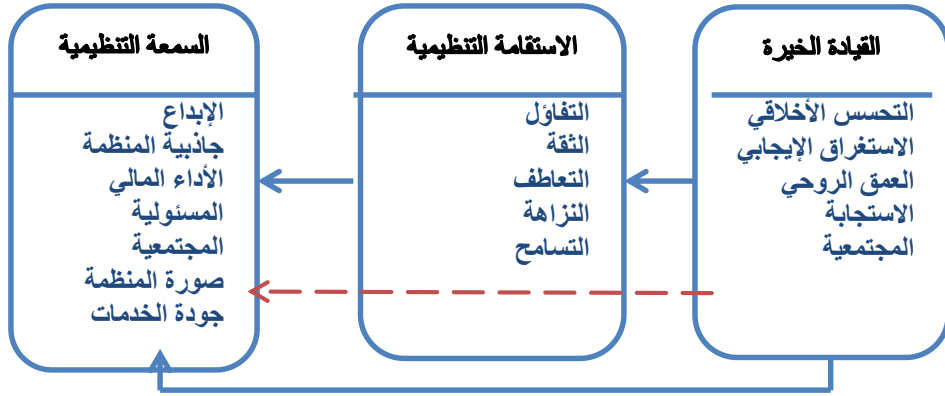 القيادة الخيرة
التحسس الأخلاقي
الاستغراق الإيجابي
العمق الروحي
الاستجابة
المجتمعية
الاستقامة التنظيمية
التفاؤل
الثقة
التعاطف
النزاهة
التسامح
السمعة التنظيمية
الإبداع
جاذبية المنظمة
الأداء المالي
المسئولية
المجتمعية
صورة المنظمة
جودة الخدمات